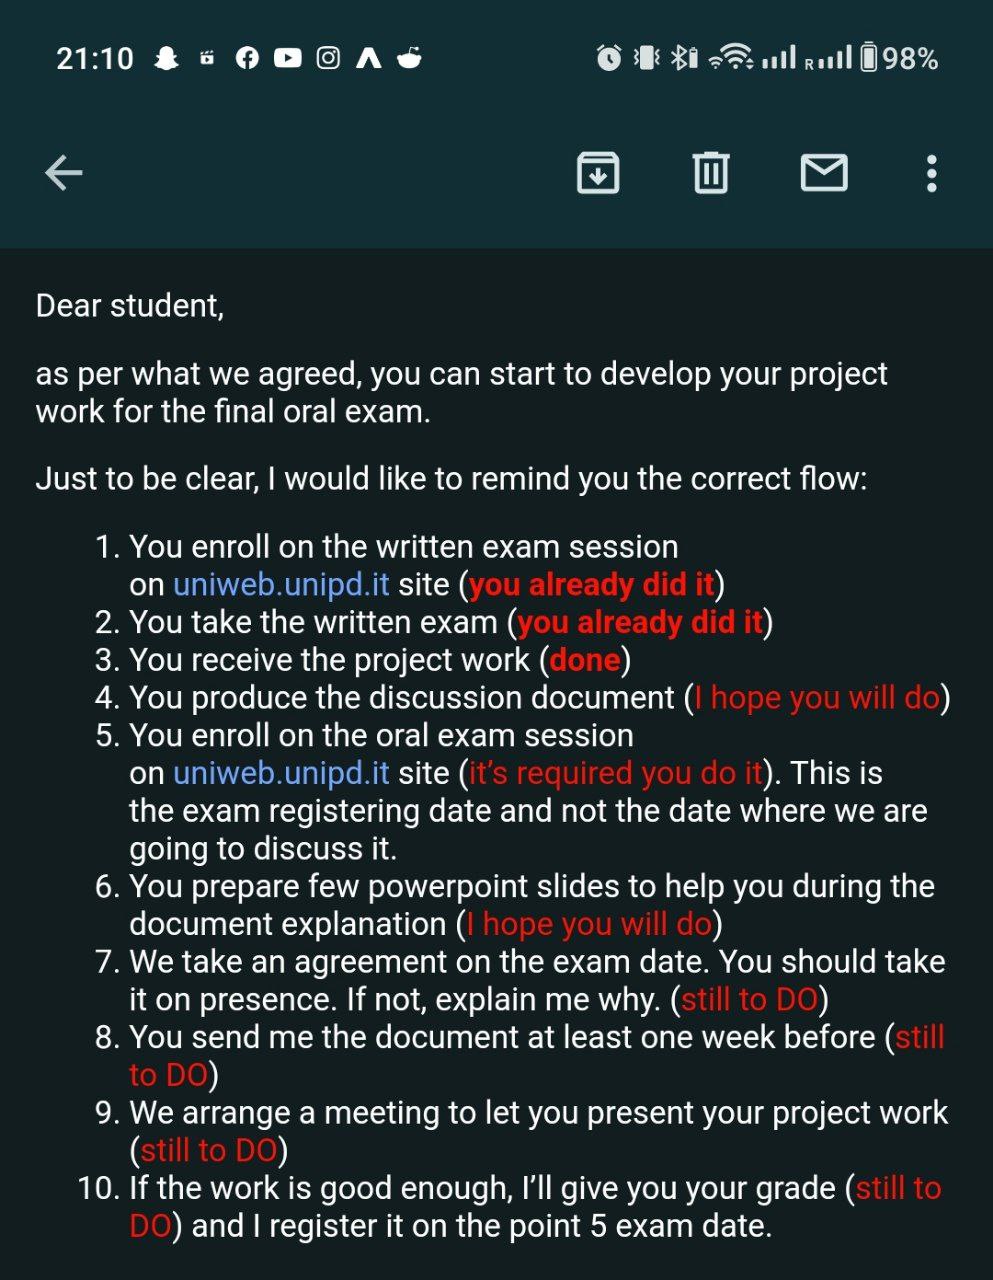 21:10
R
98%
Dear student,
as per what we agreed, you can start to develop your project
work for the final oral exam.
Just to be clear, I would like to remind you the correct flow:
1. You enroll on the written exam session
on uniweb.unipd.it site (you already did it)
2. You take the written exam (you already did it)
3. You receive the project work (done)
4. You produce the discussion document (I hope you will do)
5. You enroll on the oral exam session
on uniweb.unipd.it site (it's required you do it). This is
the exam registering date and not the date where we are
going to discuss it.
6. You prepare few powerpoint slides to help you during the
document explanation (I hope you will do)
7. We take an agreement on the exam date. You should take
it on presence. If not, explain me why. (still to DO)
8. You send me the document at least one week before (still
to DO)
9. We arrange a meeting to let you present your project work
(still to DO)
10. If the work is good enough, I'll give you your grade (still to
DO) and I register it on the point 5 exam date.